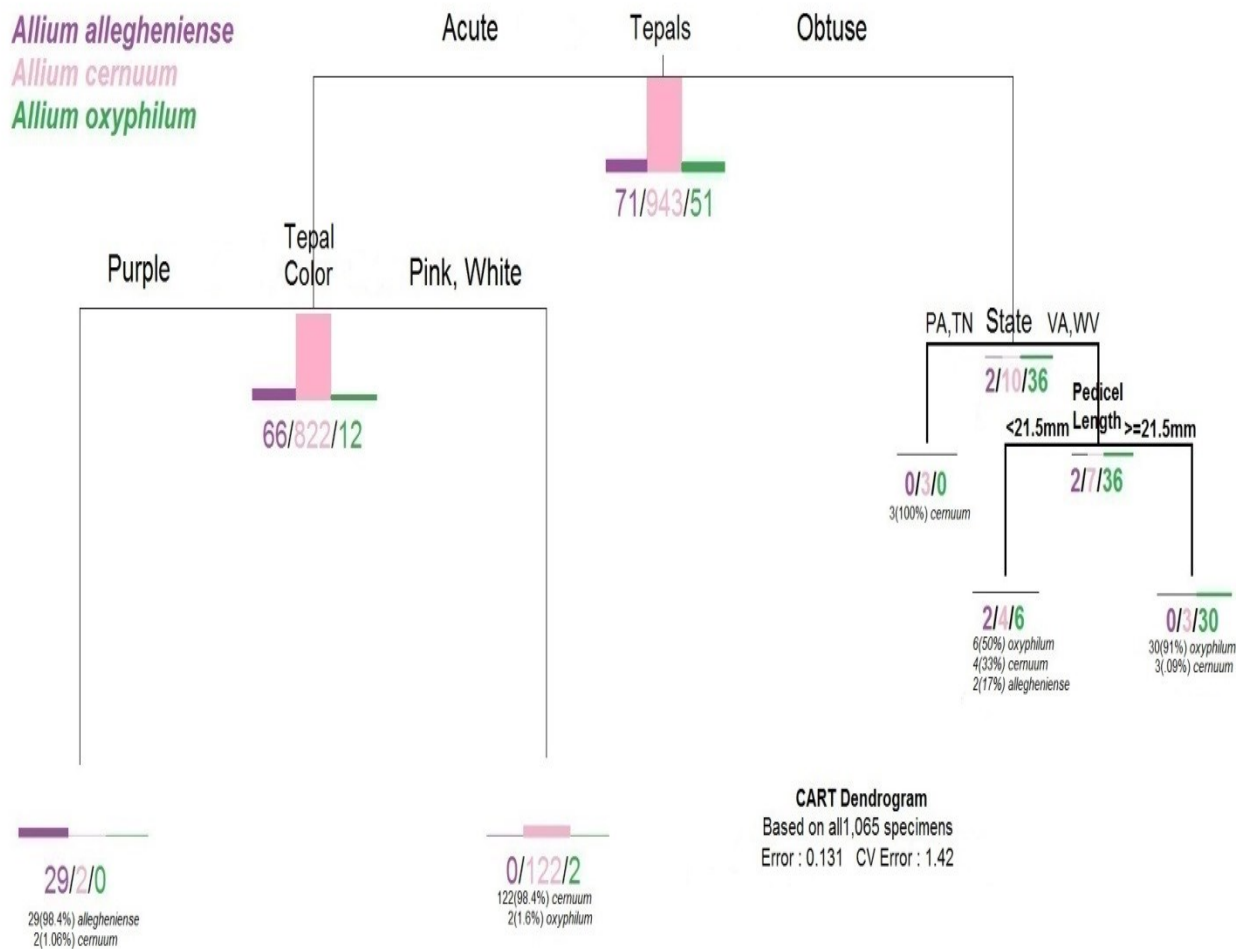 Allium allegheniense
Allium cernuum
Allium oxyphilum
Acute Tepals Obtuse
71/943/51
Purple Tepal Color Pink, White
66/822/12
PA,TN State VA,WV
2/10/36
<21.5mm Pedicel Length >=21.5mm
2/7/36
0/3/0
3(100%) cernuum
2/4/6
6(50%) oxyphilum
4(33%) cernuum
2(17%) allegheniense
0/3/30
30(91%) oxyphilum
3(.09%) cernuum
29/2/0
29(98.4%) allegheniense
2(1.06%) cernuum
0/122/2
122(98.4%) cernuum
2(1.6%) oxyphilum
CART Dendrogram
Based on all1,065 specimens
Error : 0.131 CV Error : 1.42